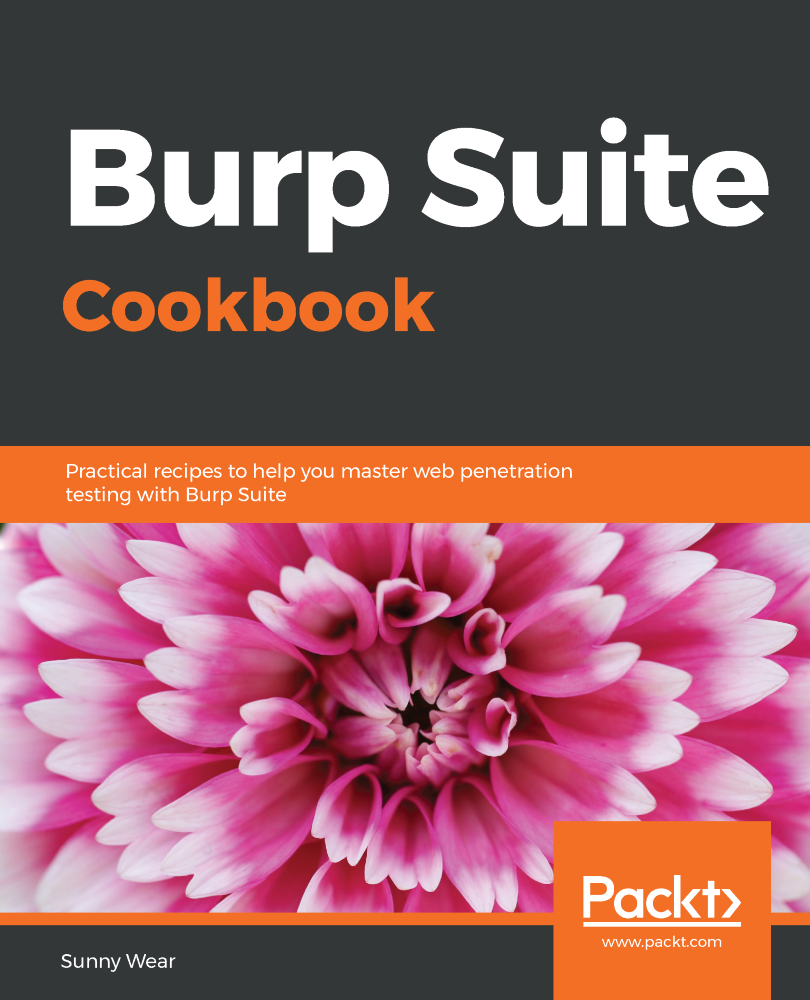 Burp Suite
Cookbook
Practical recipes to help you master web penetration
testing with Burp Suite
Packt>
www.packt.com
Sunny Wear